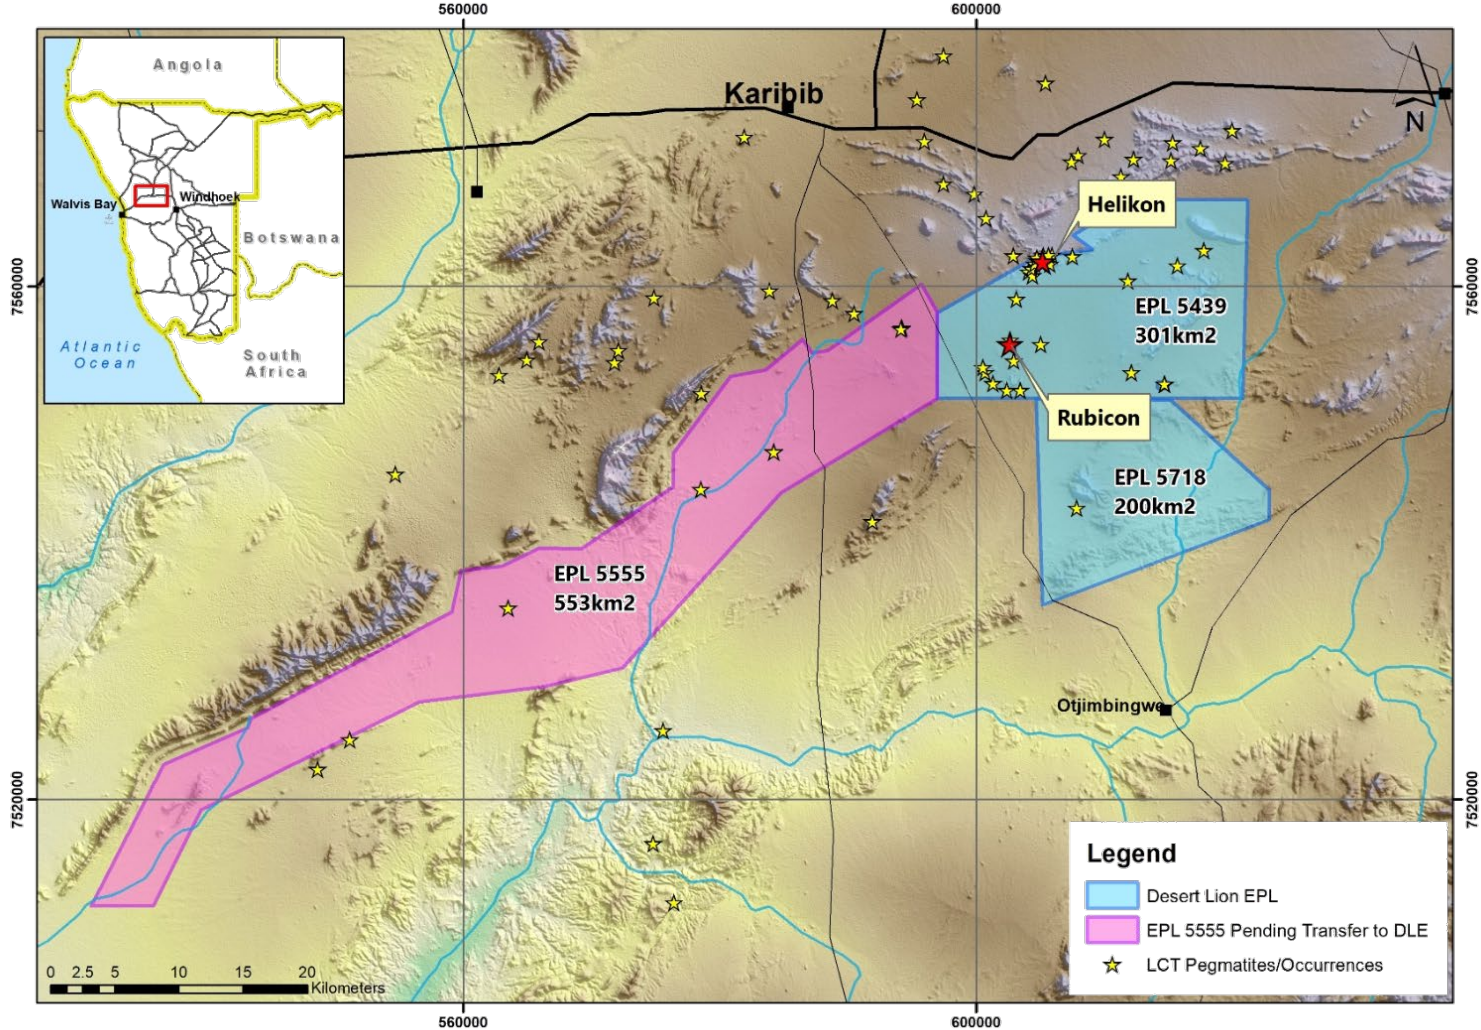 560000
600000
Angola
Walvis Bay
Windhoek
Botswana
Atlantic
Ocean
South
Africa
Karibib
N
Helikon
7560000
7560000
EPL 5439
301km2
Rubicon
EPL 5718
200km2
EPL 5555
553km2
Otjimbingwe
7520000
7520000
Legend
Desert Lion EPL
EPL 5555 Pending Transfer to DLE
LCT Pegmatites/Occurrences
0 2.5 5 10 15 20
Kilometers
560000
600000